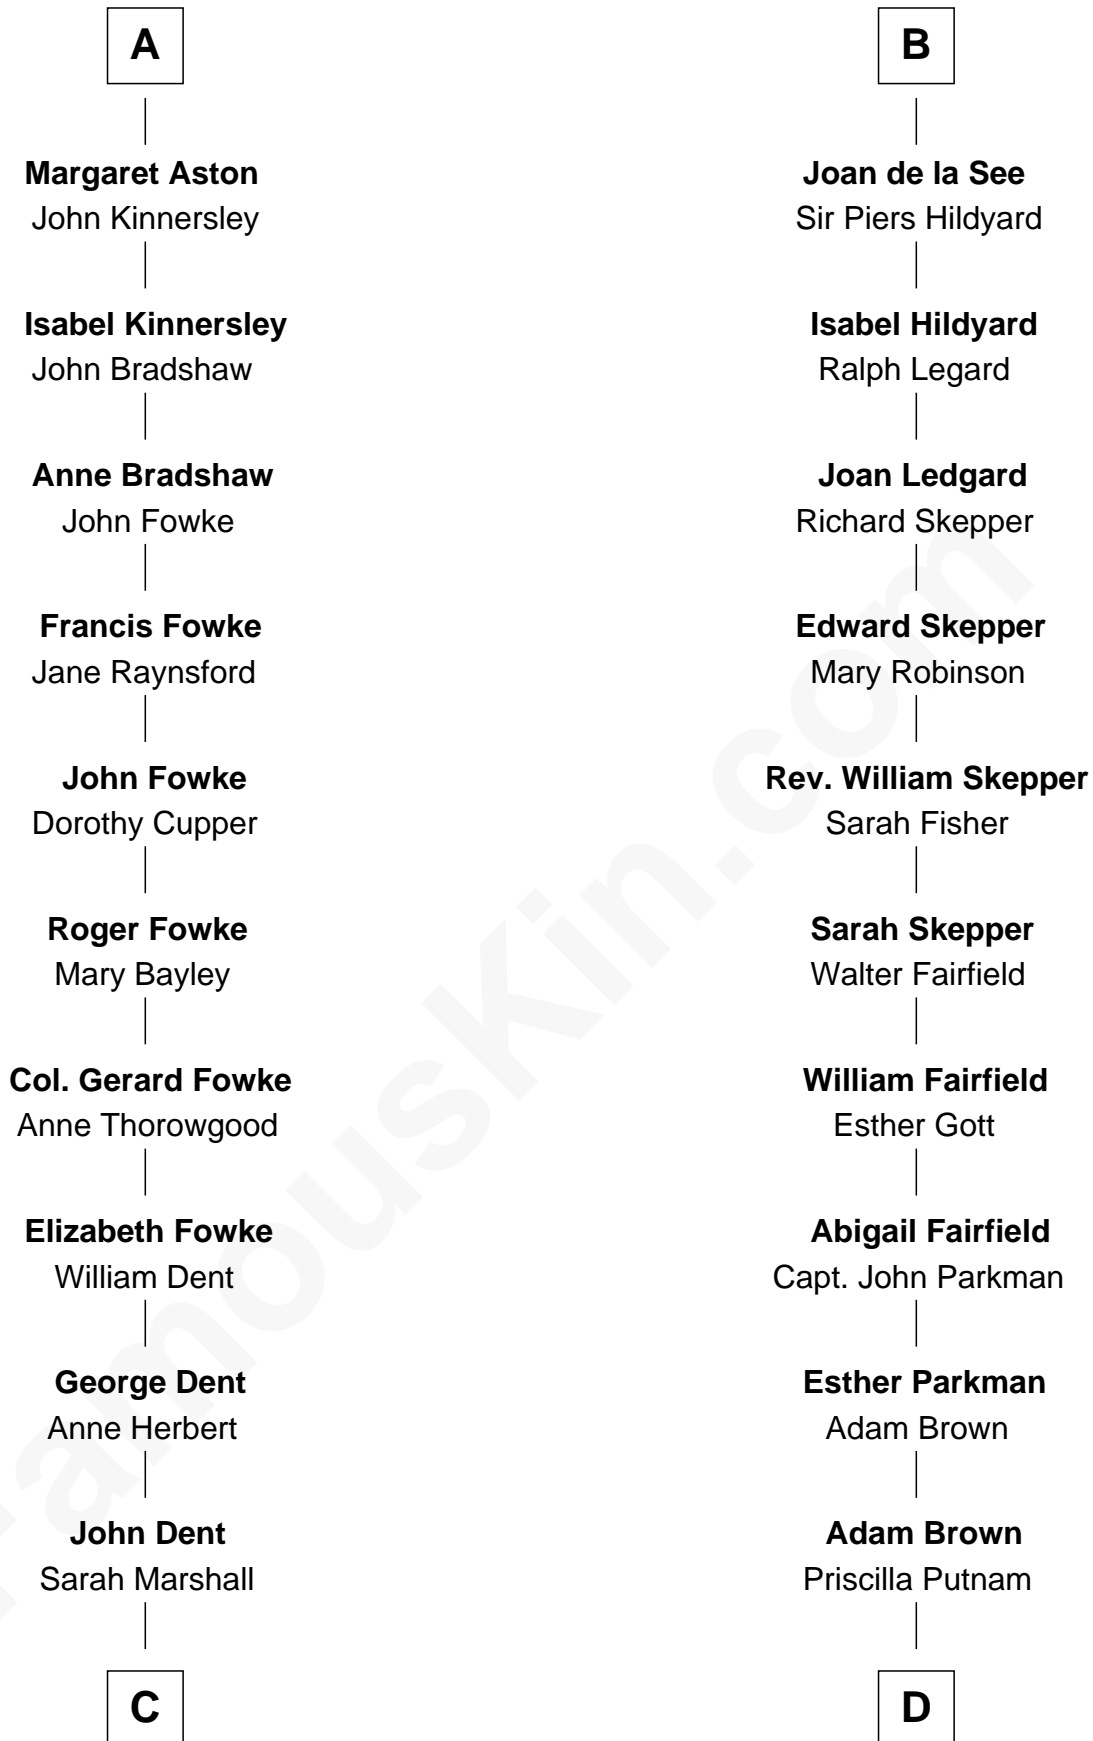 A
Margaret Aston
John Kinnersley
Isabel Kinnersley
John Bradshaw
Anne Bradshaw
John Fowke
Francis Fowke
Jane Raynsford
John Fowke
Dorothy Cupper
Roger Fowke
Mary Bayley
Col. Gerard Fowke
Anne Thorowgood
Elizabeth Fowke
William Dent
George Dent
Anne Herbert
John Dent
Sarah Marshall
C
B
Joan de la See
Sir Piers Hildyard
Isabel Hildyard
Ralph Legard
Joan Ledgard
Richard Skepper
Edward Skepper
Mary Robinson
Rev. William Skepper
Sarah Fisher
Sarah Skepper
Walter Fairfield
William Fairfield
Esther Gott
Abigail Fairfield
Capt. John Parkman
Esther Parkman
Adam Brown
Adam Brown
Priscilla Putnam
D
FamousKin.com